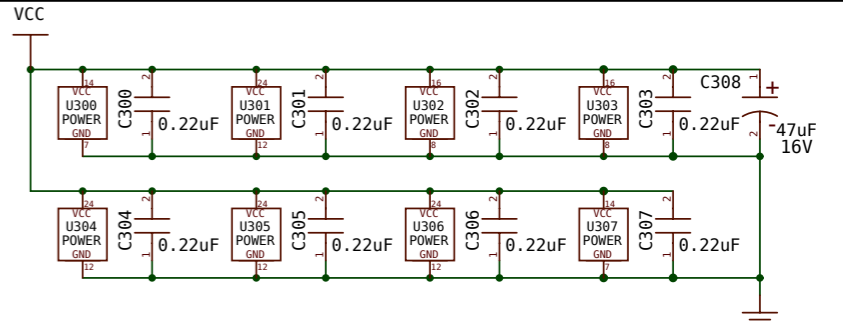 VCC
14 VCC U300 POWER GND 7
2 C300 1 0.22uF
24 VCC U301 POWER GND 12
2 C301 1 0.22uF
16 VCC U302 POWER GND 8
2 C302 1 0.22uF
16 VCC U303 POWER GND 8
2 C303 1 0.22uF
C308 1 + - 2 47uF
16V
24 VCC U304 POWER GND 12
2 C304 1 0.22uF
24 VCC U305 POWER GND 12
2 C305 1 0.22uF
24 VCC U306 POWER GND 12
2 C306 1 0.22uF
14 VCC U307 POWER GND 7
2 C307 1 0.22uF